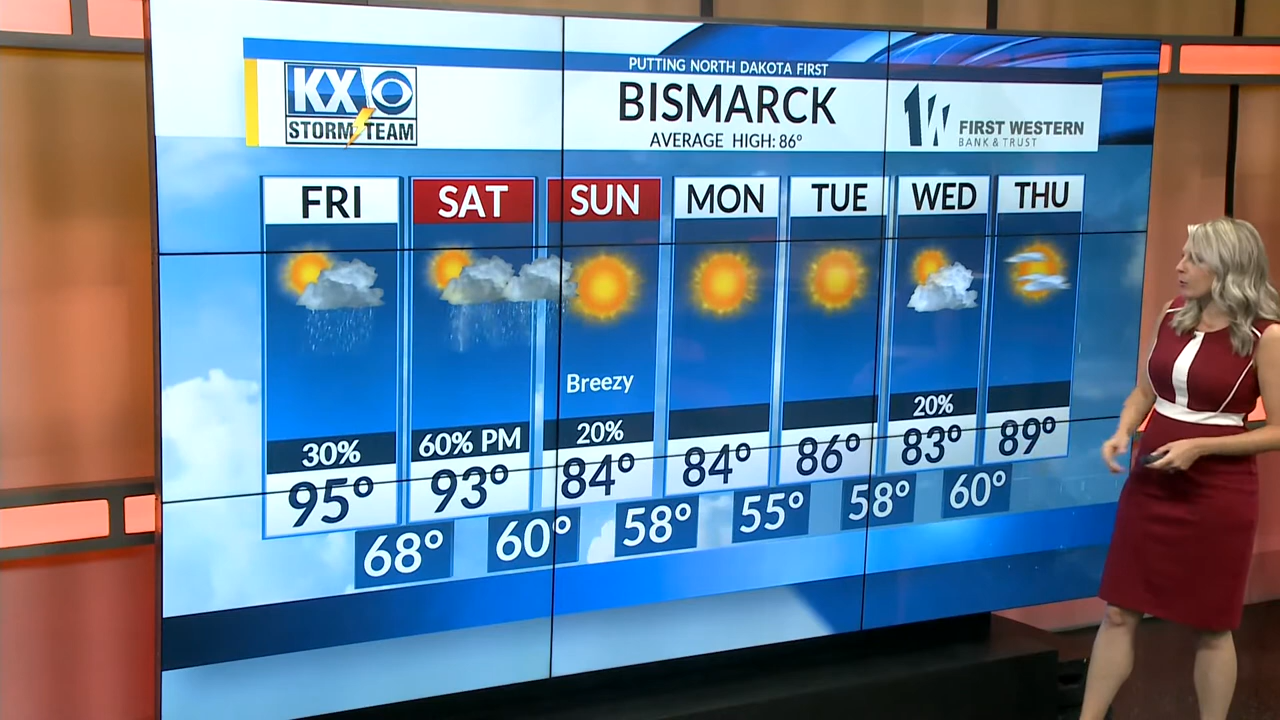 PUTTING NORTH DAKOTA FIRST
KX
STORM TEAM
BISMARCK
AVERAGE HIGH: 86°
FIRST WESTERN
BANK & TRUST
FRI SAT SUN MON TUE WED THU
Breezy
30% 60% PM 20% 20%
95° 93° 84° 84° 86° 83° 89°
68° 60° 58° 55° 58° 60°